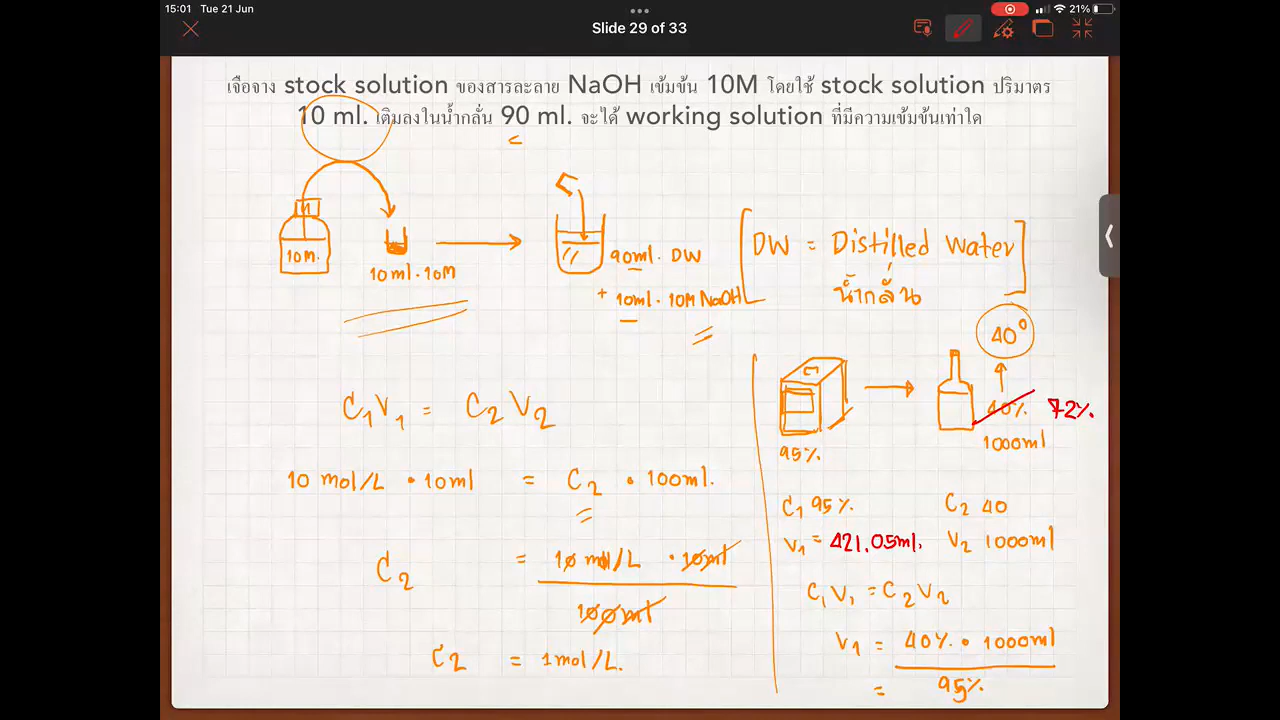 15:01 Tue 21 Jun
21%
Slide 29 of 33
เจือจาง stock solution ของสารละลาย NaOH เข้มข้น 10M โดยใช้ stock solution ปริมาตร
10 ml. เติมลงในน้ำกลั่น 90 ml. จะได้ working solution ที่มีความเข้มข้นเท่าใด
10M.
10ml · 10M
90ml · DW
+ 10ml · 10M NaOH
DW = Distilled Water
น้ำกลั่น
C1V1 = C2V2
10 mol/L · 10ml = C2 · 100ml.
C2 = 10 mol/L · 10ml
100ml
C2 = 1mol/L.
40°
40% 72%
1000ml
95%
C1 95% C2 40
V1 = 421.05ml. V2 1000ml
C1V1 = C2V2
V1 = 40% · 1000ml
= 95%